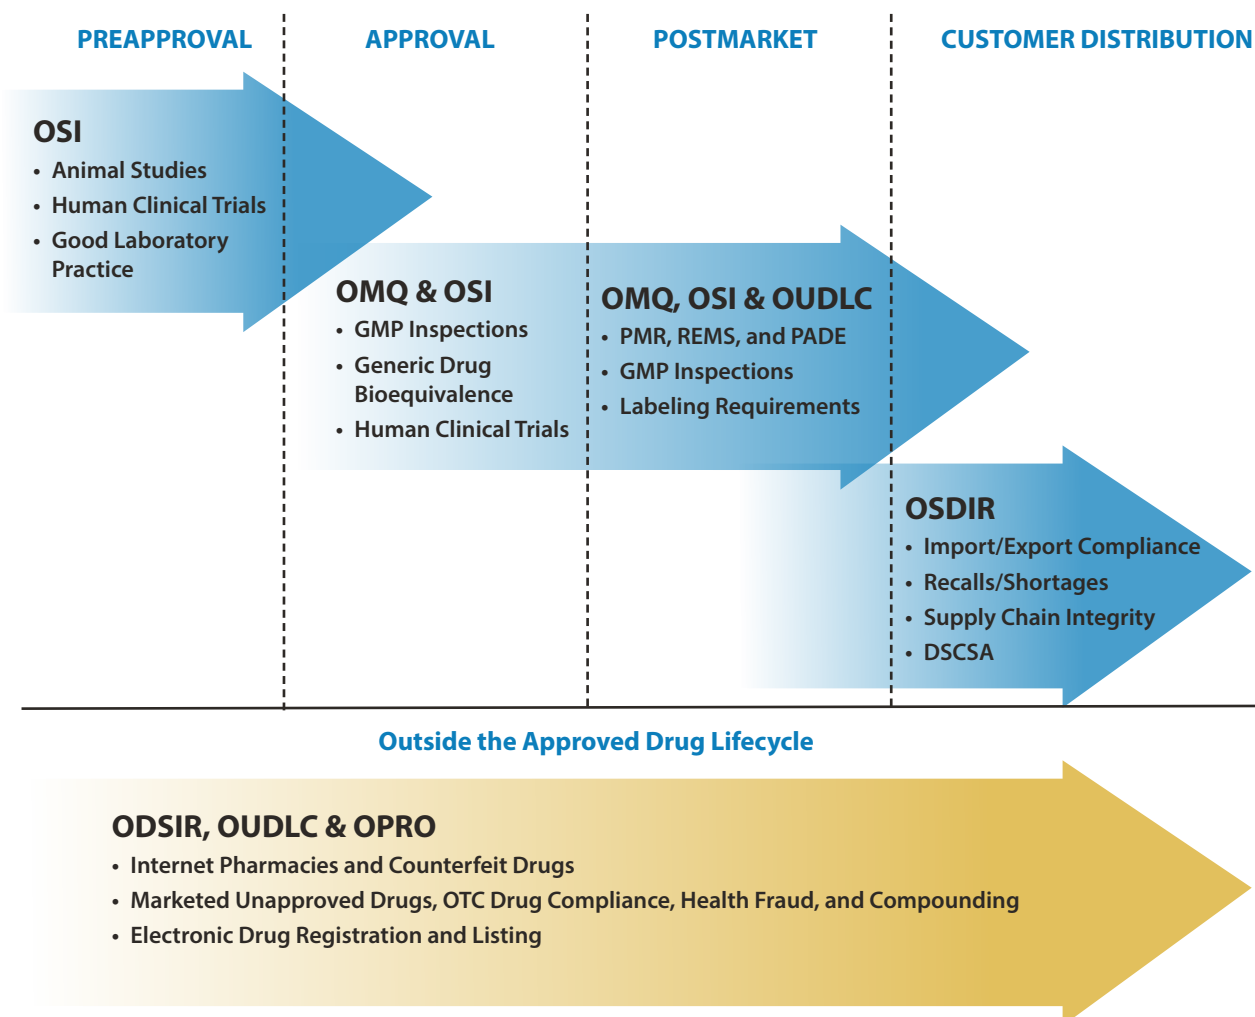 PREAPPROVAL
APPROVAL
POSTMARKET
CUSTOMER DISTRIBUTION
OSI
• Animal Studies
• Human Clinical Trials
• Good Laboratory
Practice
OMQ & OSI
• GMP Inspections
• Generic Drug
Bioequivalence
• Human Clinical Trials
OMQ, OSI & OUDLC
• PMR, REMS, and PADE
• GMP Inspections
• Labeling Requirements
OSDIR
• Import/Export Compliance
• Recalls/Shortages
• Supply Chain Integrity
• DSCSA
Outside the Approved Drug Lifecycle
ODSIR, OUDLC & OPRO
• Internet Pharmacies and Counterfeit Drugs
• Marketed Unapproved Drugs, OTC Drug Compliance, Health Fraud, and Compounding
• Electronic Drug Registration and Listing